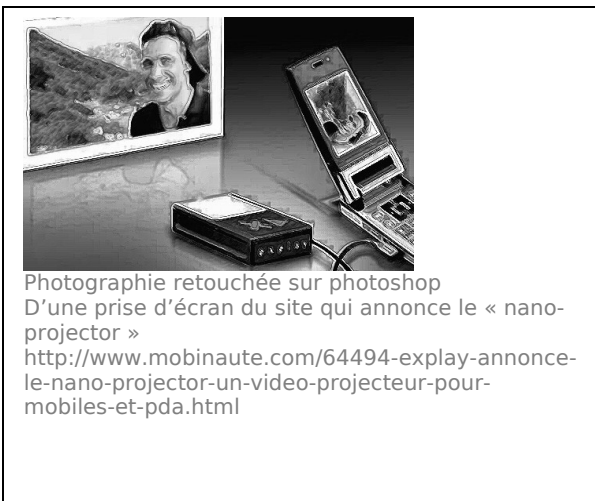 Photographie retouchée sur photoshop
D’une prise d’écran du site qui annonce le « nano-
projector »
http://www.mobinaute.com/64494-explay-annonce-
le-nano-projector-un-video-projecteur-pour-
mobiles-et-pda.html